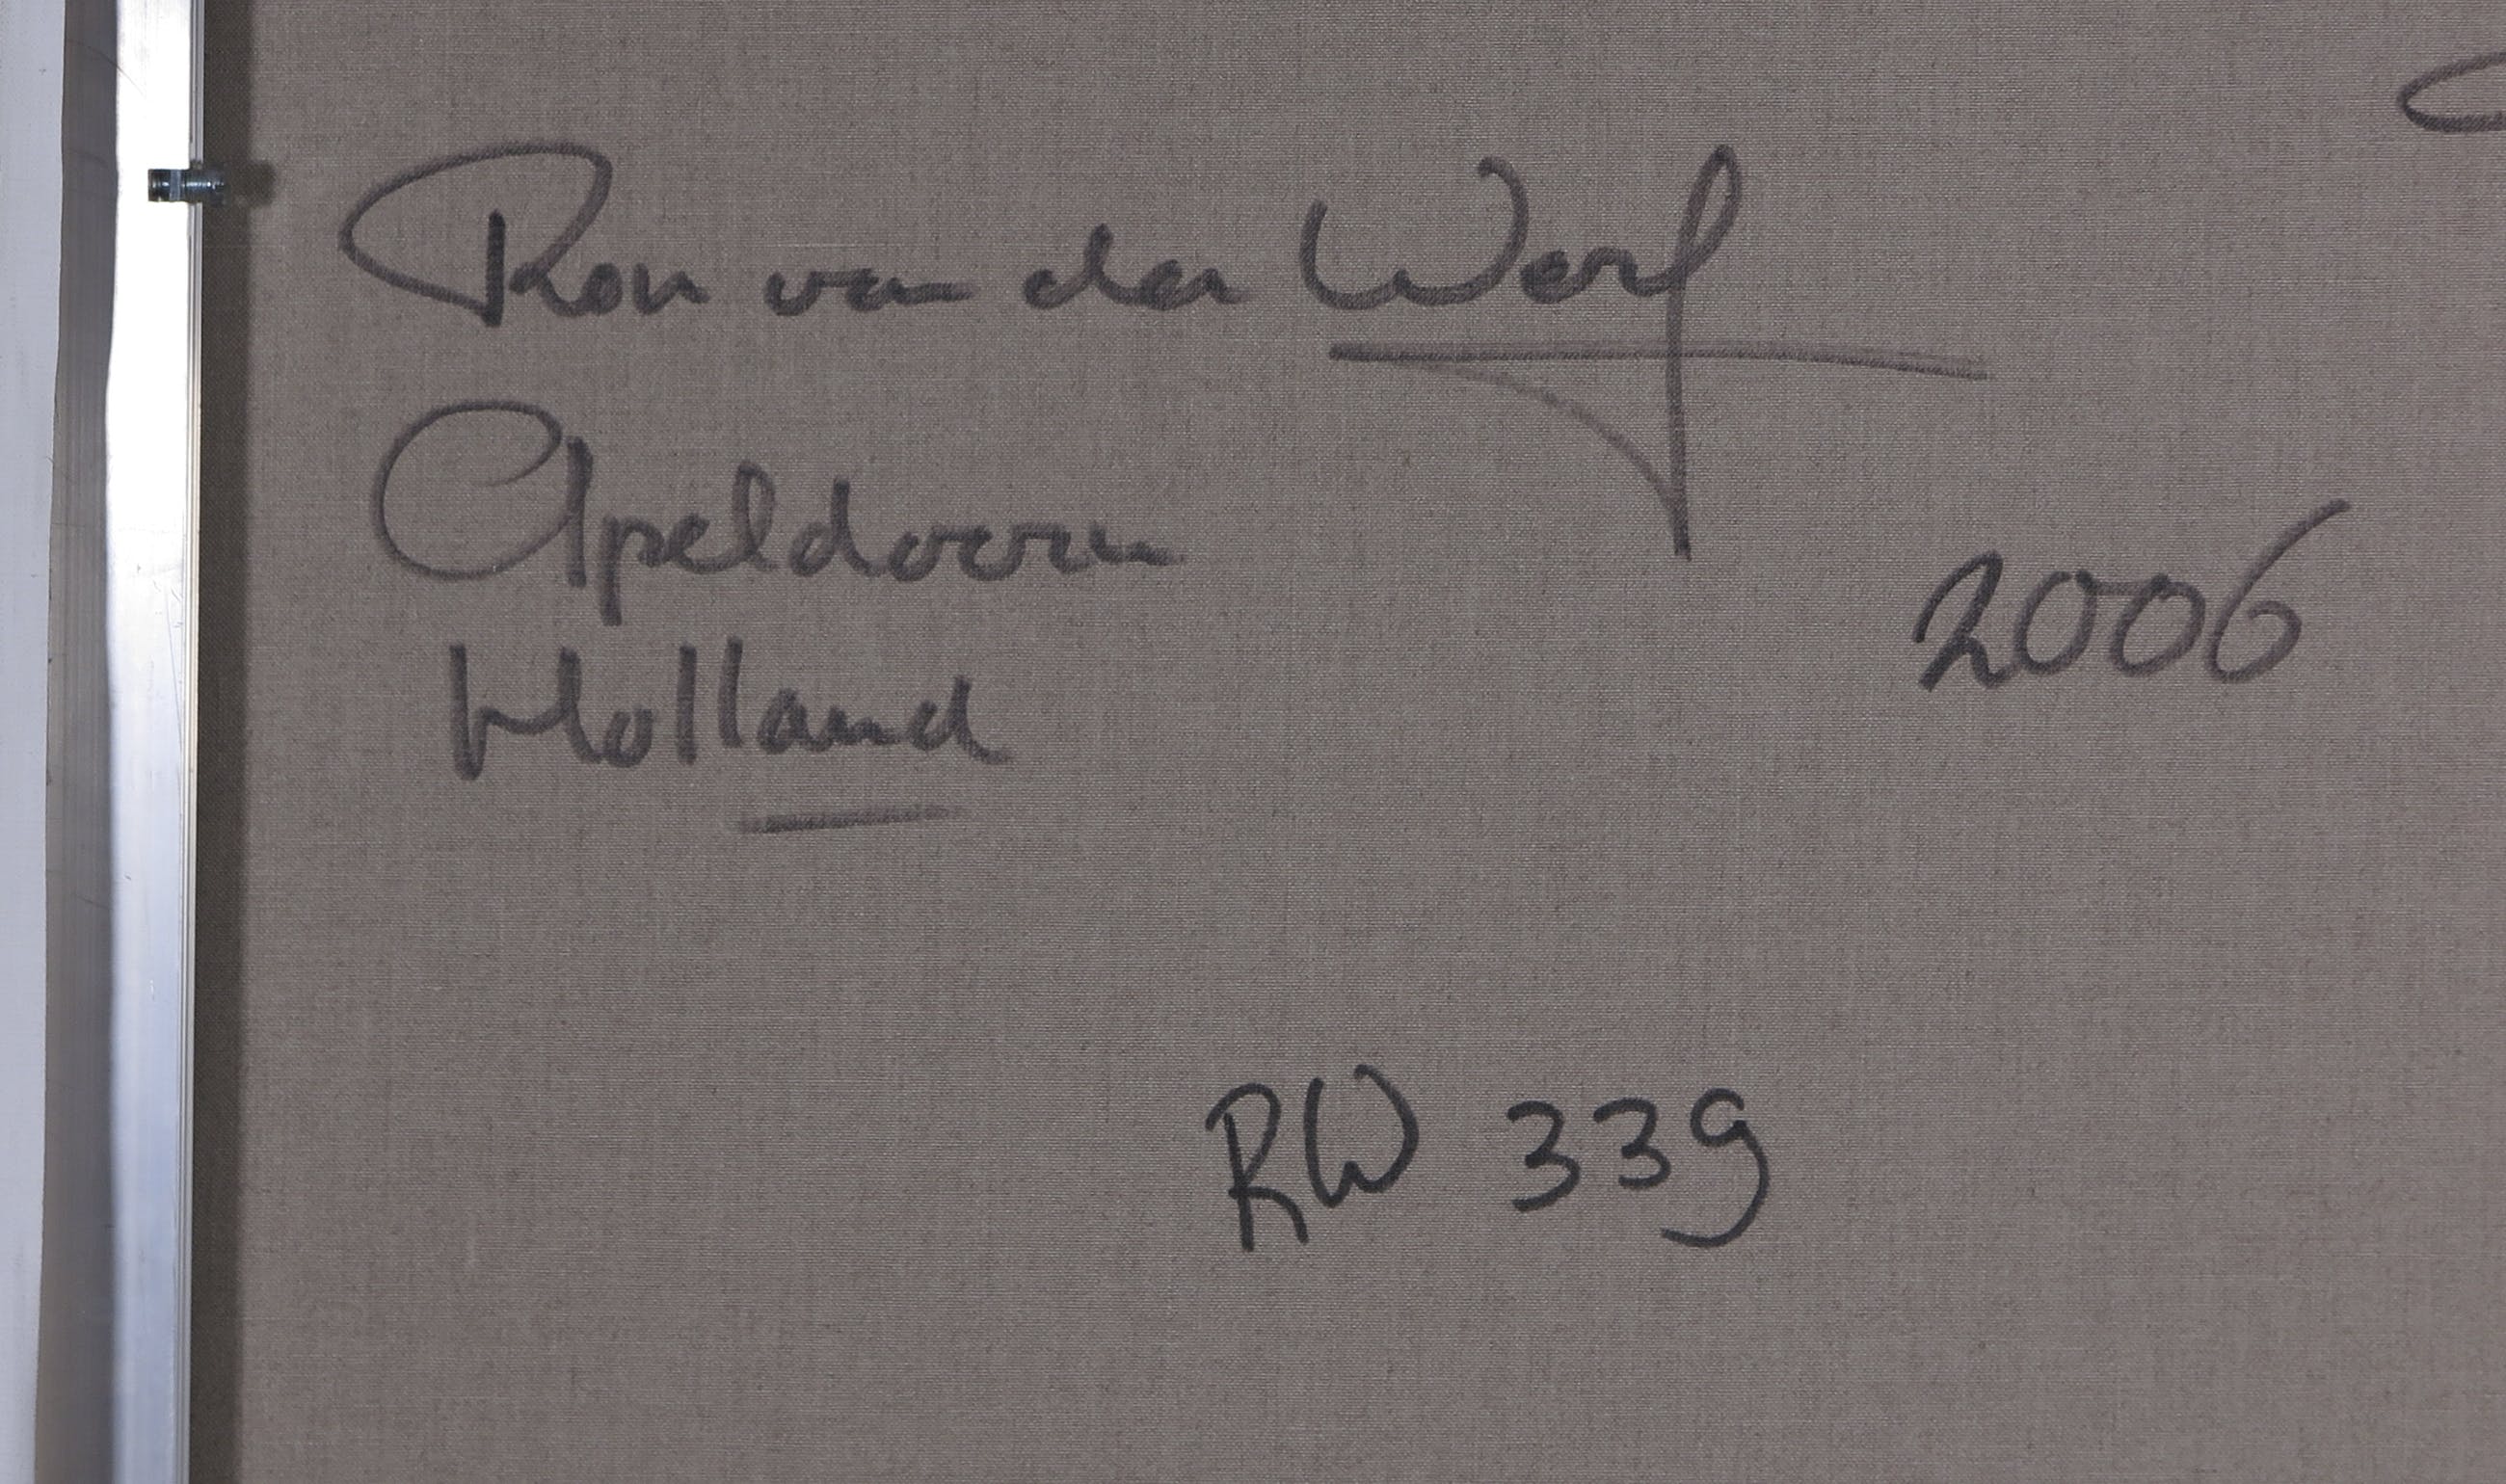 Ron van der Werf
Apeldoorn
Holland
2006
RW 339